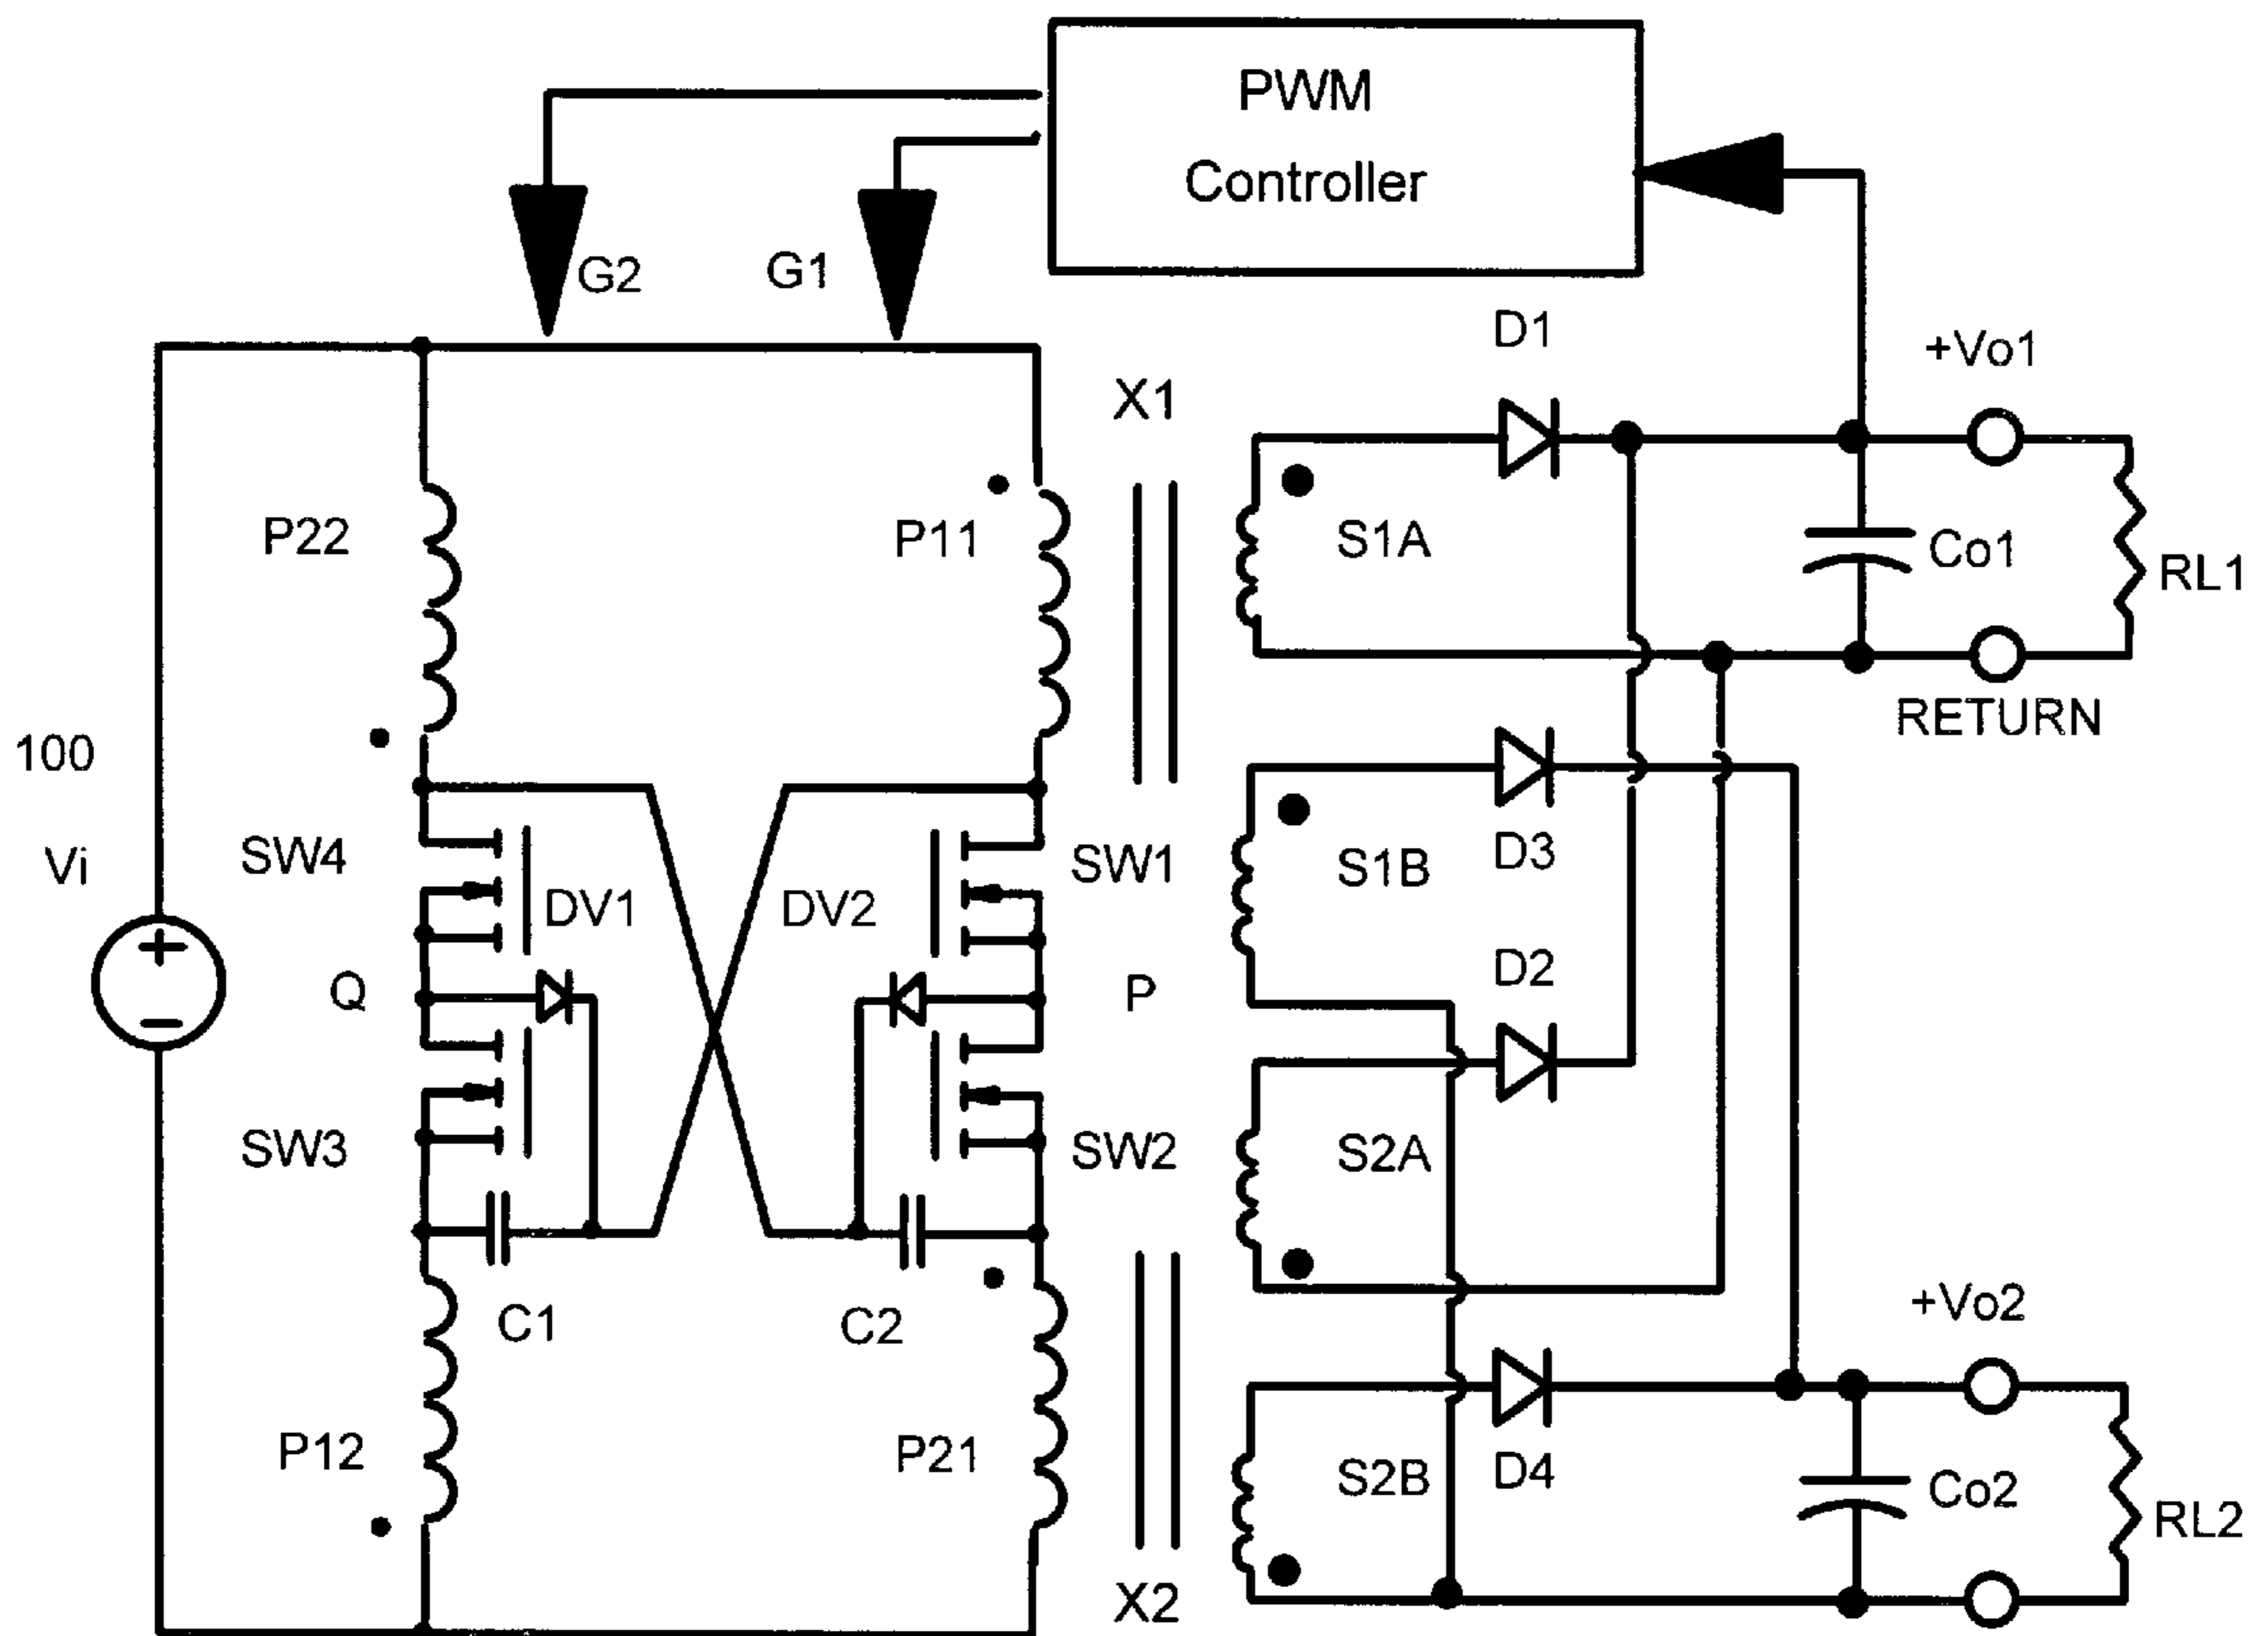 PWM
Controller
G2
G1
D1
+Vo1
X1
P22
P11
S1A
Co1
RL1
RETURN
100
Vi
SW4
DV1
DV2
SW1
S1B
D3
Q
P
D2
SW3
SW2
S2A
C1
C2
+Vo2
P12
P21
S2B
D4
Co2
RL2
X2